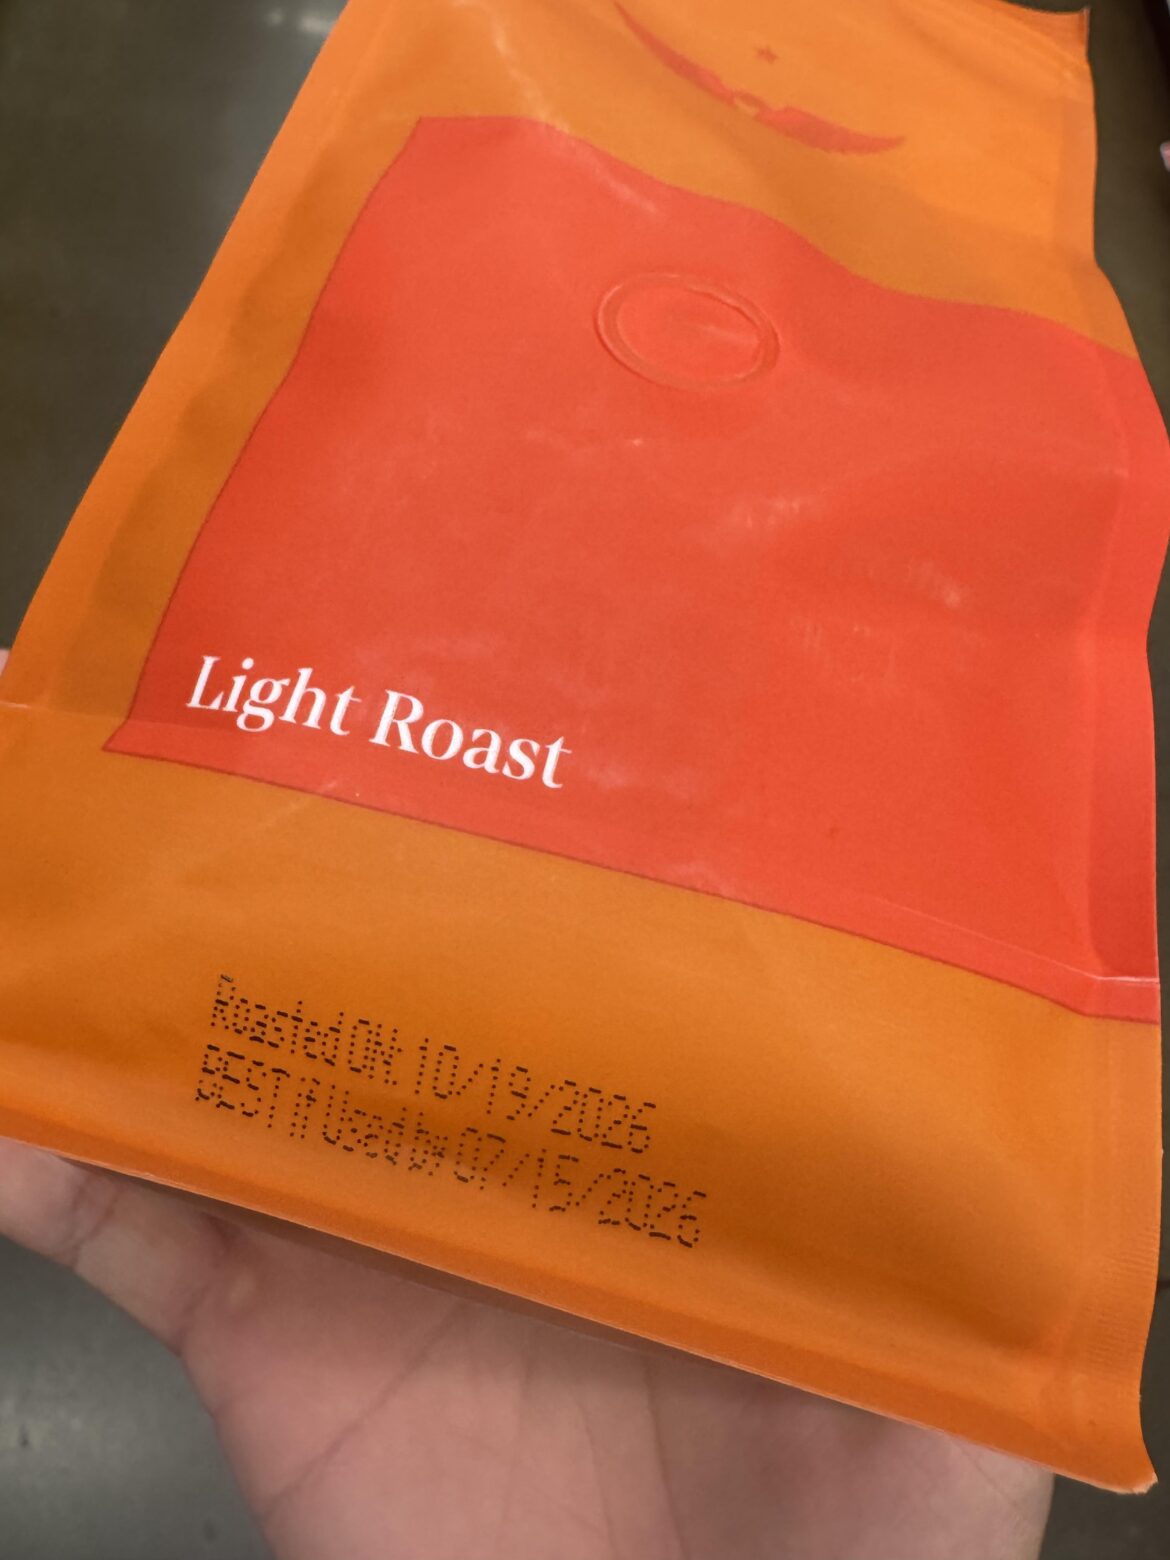 Light Roast
Roasted ON: 10/19/2026
BEST if Used by: 07/15/2026